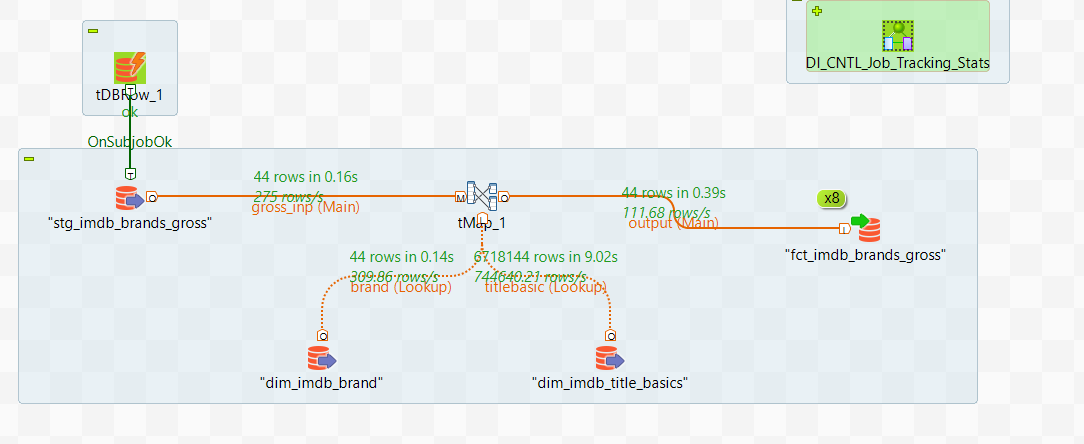 DI_CNTL_Job_Tracking_Stats
tDBRow_1
ok
OnSubjobOk
44 rows in 0.16s
275 rows/s
gross_inp (Main)
"stg_imdb_brands_gross"
M
tMap_1
44 rows in 0.39s
111.68 rows/s
output (Main)
x8
"fct_imdb_brands_gross"
44 rows in 0.14s
309.86 rows/s
brand (Lookup)
6718144 rows in 9.02s
744640.21 rows/s
titlebasic (Lookup)
"dim_imdb_brand"
"dim_imdb_title_basics"